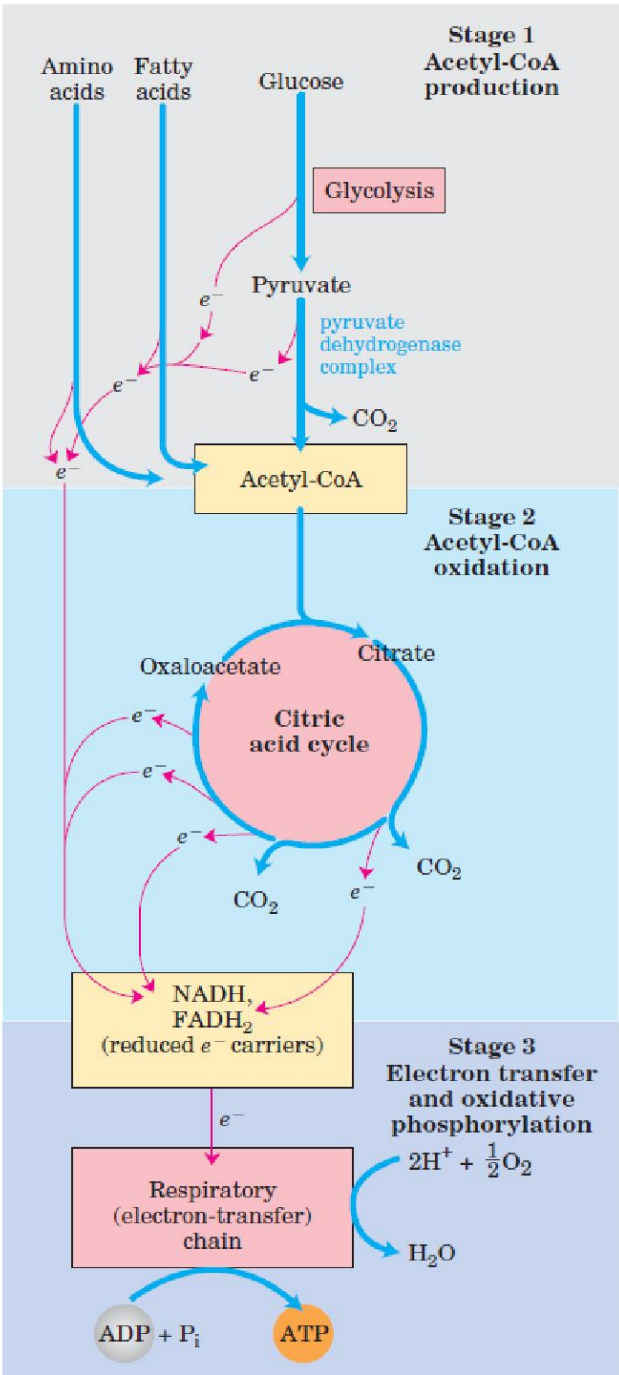 Stage 1
Acetyl-CoA
production
Amino
acids
Fatty
acids
Glucose
Glycolysis
e⁻
Pyruvate
pyruvate
dehydrogenase
complex
e⁻
e⁻
CO₂
e⁻
Acetyl-CoA
Stage 2
Acetyl-CoA
oxidation
Oxaloacetate
Citrate
Citric
acid cycle
e⁻
e⁻
e⁻
e⁻
CO₂
CO₂
NADH,
FADH₂
(reduced e⁻ carriers)
Stage 3
Electron transfer
and oxidative
phosphorylation
e⁻
2H⁺ + ½O₂
Respiratory
(electron-transfer)
chain
H₂O
ADP + Pᵢ
ATP